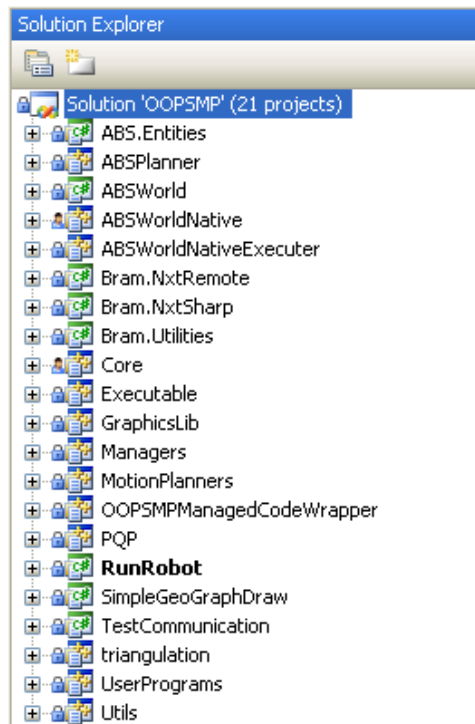 Solution Explorer
Solution 'OOPSMP' (21 projects)
ABS.Entities
ABSPlanner
ABSWorld
ABSWorldNative
ABSWorldNativeExecuter
Bram.NxtRemote
Bram.NxtSharp
Bram.Utilities
Core
Executable
GraphicsLib
Managers
MotionPlanners
OOPSMPManagedCodeWrapper
PQP
RunRobot
SimpleGeoGraphDraw
TestCommunication
triangulation
UserPrograms
Utils